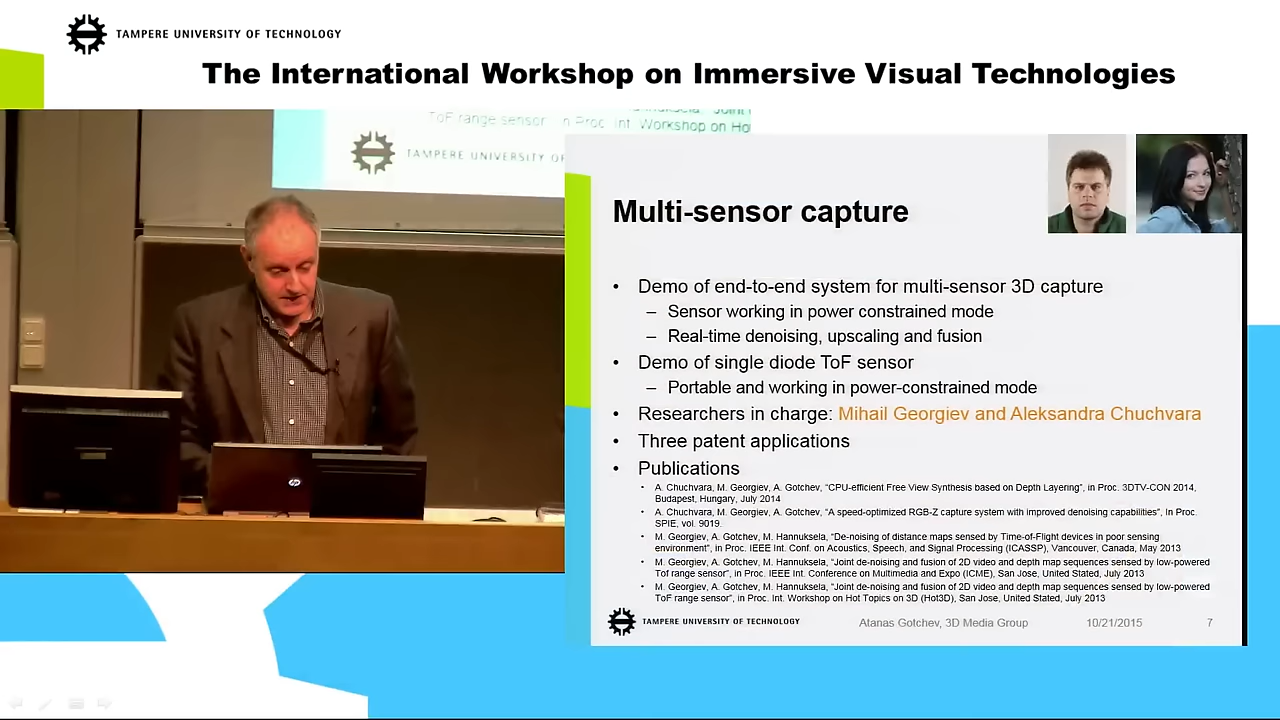 TAMPERE UNIVERSITY OF TECHNOLOGY
The International Workshop on Immersive Visual Technologies
ToF range sensor in Proc. Int. Workshop on Ho
TAMPERE UNIVERSITY OF
hp
Multi-sensor capture
• Demo of end-to-end system for multi-sensor 3D capture
– Sensor working in power constrained mode
– Real-time denoising, upscaling and fusion
• Demo of single diode ToF sensor
– Portable and working in power-constrained mode
• Researchers in charge: Mihail Georgiev and Aleksandra Chuchvara
• Three patent applications
• Publications
• A. Chuchvara, M. Georgiev, A. Gotchev, “CPU-efficient Free View Synthesis based on Depth Layering”, in Proc. 3DTV-CON 2014,
Budapest, Hungary, July 2014
• A. Chuchvara, M. Georgiev, A. Gotchev, “A speed-optimized RGB-Z capture system with improved denoising capabilities”, In Proc.
SPIE, vol. 9019.
• M. Georgiev, A. Gotchev, M. Hannuksela, “De-noising of distance maps sensed by Time-of-Flight devices in poor sensing
environment”, in Proc. IEEE Int. Conf. on Acoustics, Speech, and Signal Processing (ICASSP), Vancouver, Canada, May 2013
• M. Georgiev, A. Gotchev, M. Hannuksela, “Joint de-noising and fusion of 2D video and depth map sequences sensed by low-powered
Tof range sensor”, in Proc. IEEE Int. Conference on Multimedia and Expo (ICME), San Jose, United Stated, July 2013
• M. Georgiev, A. Gotchev, M. Hannuksela, “Joint de-noising and fusion of 2D video and depth map sequences sensed by low-powered
ToF range sensor”, in Proc. Int. Workshop on Hot Topics on 3D (Hot3D), San Jose, United Stated, July 2013
TAMPERE UNIVERSITY OF TECHNOLOGY
Atanas Gotchev, 3D Media Group
10/21/2015
7